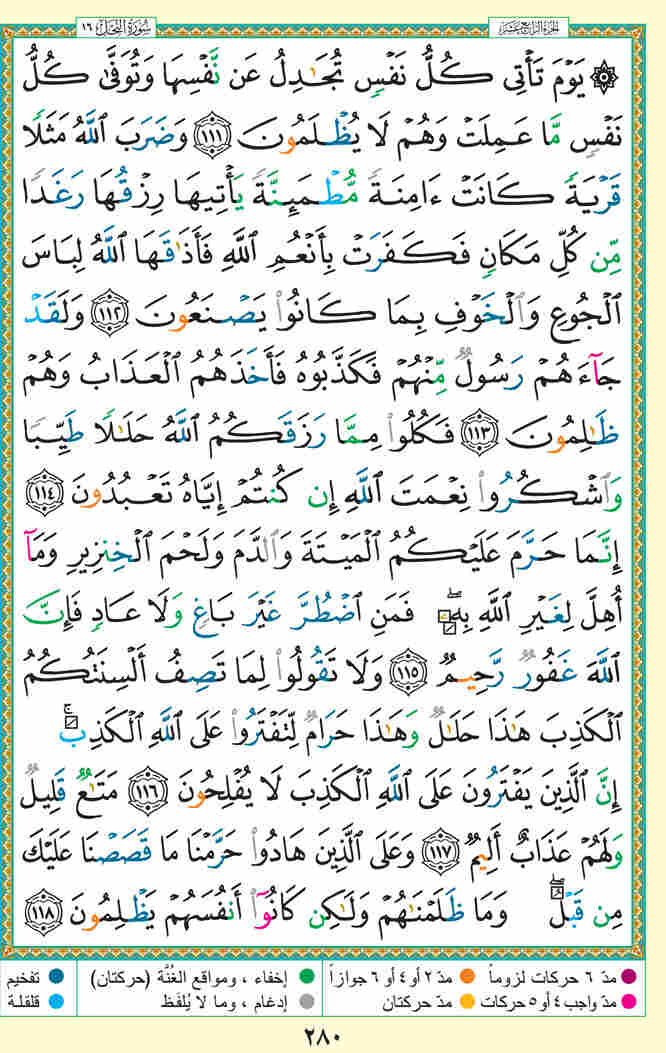 الجزء الرابع عشر
سُورَةُ النَّحْلِ ١٦
۞ يَوْمَ تَأْتِى كُلُّ نَفْسٍ تُجَٰدِلُ عَن نَّفْسِهَا وَتُوَفَّىٰ كُلُّ
نَفْسٍ مَّا عَمِلَتْ وَهُمْ لَا يُظْلَمُونَ ١١١ وَضَرَبَ ٱللَّهُ مَثَلًا
قَرْيَةً كَانَتْ ءَامِنَةً مُّطْمَئِنَّةً يَأْتِيهَا رِزْقُهَا رَغَدًا
مِّن كُلِّ مَكَانٍ فَكَفَرَتْ بِأَنْعُمِ ٱللَّهِ فَأَذَٰقَهَا ٱللَّهُ لِبَاسَ
ٱلْجُوعِ وَٱلْخَوْفِ بِمَا كَانُوا۟ يَصْنَعُونَ ١١٢ وَلَقَدْ
جَآءَهُمْ رَسُولٌ مِّنْهُمْ فَكَذَّبُوهُ فَأَخَذَهُمُ ٱلْعَذَابُ وَهُمْ
ظَٰلِمُونَ ١١٣ فَكُلُوا۟ مِمَّا رَزَقَكُمُ ٱللَّهُ حَلَٰلًا طَيِّبًا
وَٱشْكُرُوا۟ نِعْمَتَ ٱللَّهِ إِن كُنتُمْ إِيَّاهُ تَعْبُدُونَ ١١٤
إِنَّمَا حَرَّمَ عَلَيْكُمُ ٱلْمَيْتَةَ وَٱلدَّمَ وَلَحْمَ ٱلْخِنزِيرِ وَمَآ
أُهِلَّ لِغَيْرِ ٱللَّهِ بِهِۦ ۖ فَمَنِ ٱضْطُرَّ غَيْرَ بَاغٍ وَلَا عَادٍ فَإِنَّ
ٱللَّهَ غَفُورٌ رَّحِيمٌ ١١٥ وَلَا تَقُولُوا۟ لِمَا تَصِفُ أَلْسِنَتُكُمُ
ٱلْكَذِبَ هَٰذَا حَلَٰلٌ وَهَٰذَا حَرَامٌ لِّتَفْتَرُوا۟ عَلَى ٱللَّهِ ٱلْكَذِبَ ۚ
إِنَّ ٱلَّذِينَ يَفْتَرُونَ عَلَى ٱللَّهِ ٱلْكَذِبَ لَا يُفْلِحُونَ ١١٦ مَتَٰعٌ قَلِيلٌ
وَلَهُمْ عَذَابٌ أَلِيمٌ ١١٧ وَعَلَى ٱلَّذِينَ هَادُوا۟ حَرَّمْنَا مَا قَصَصْنَا عَلَيْكَ
مِن قَبْلُ ۖ وَمَا ظَلَمْنَٰهُمْ وَلَٰكِن كَانُوٓا۟ أَنفُسَهُمْ يَظْلِمُونَ ١١٨
مدّ ٦ حركات لزوماً مدّ ٢ أو ٤ أو ٦ جوازاً إخفاء ، ومواقع الغُنَّة (حركتان) تفخيم
مدّ واجب ٤ أو ٥ حركات مدّ حركتان إدغام ، وما لا يُلفَظ قلقلة
٢٨٠